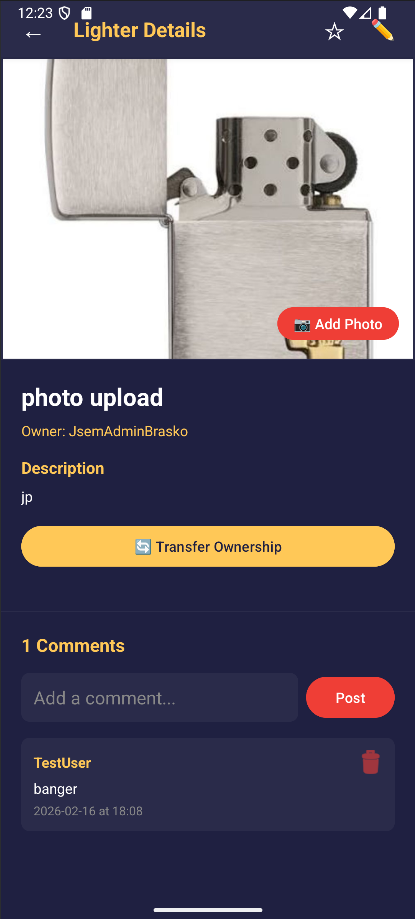 12:23
Lighter Details
Add Photo
photo upload
Owner: JsemAdminBrasko
Description
jp
Transfer Ownership
1 Comments
Add a comment...
Post
TestUser
banger
2026-02-16 at 18:08